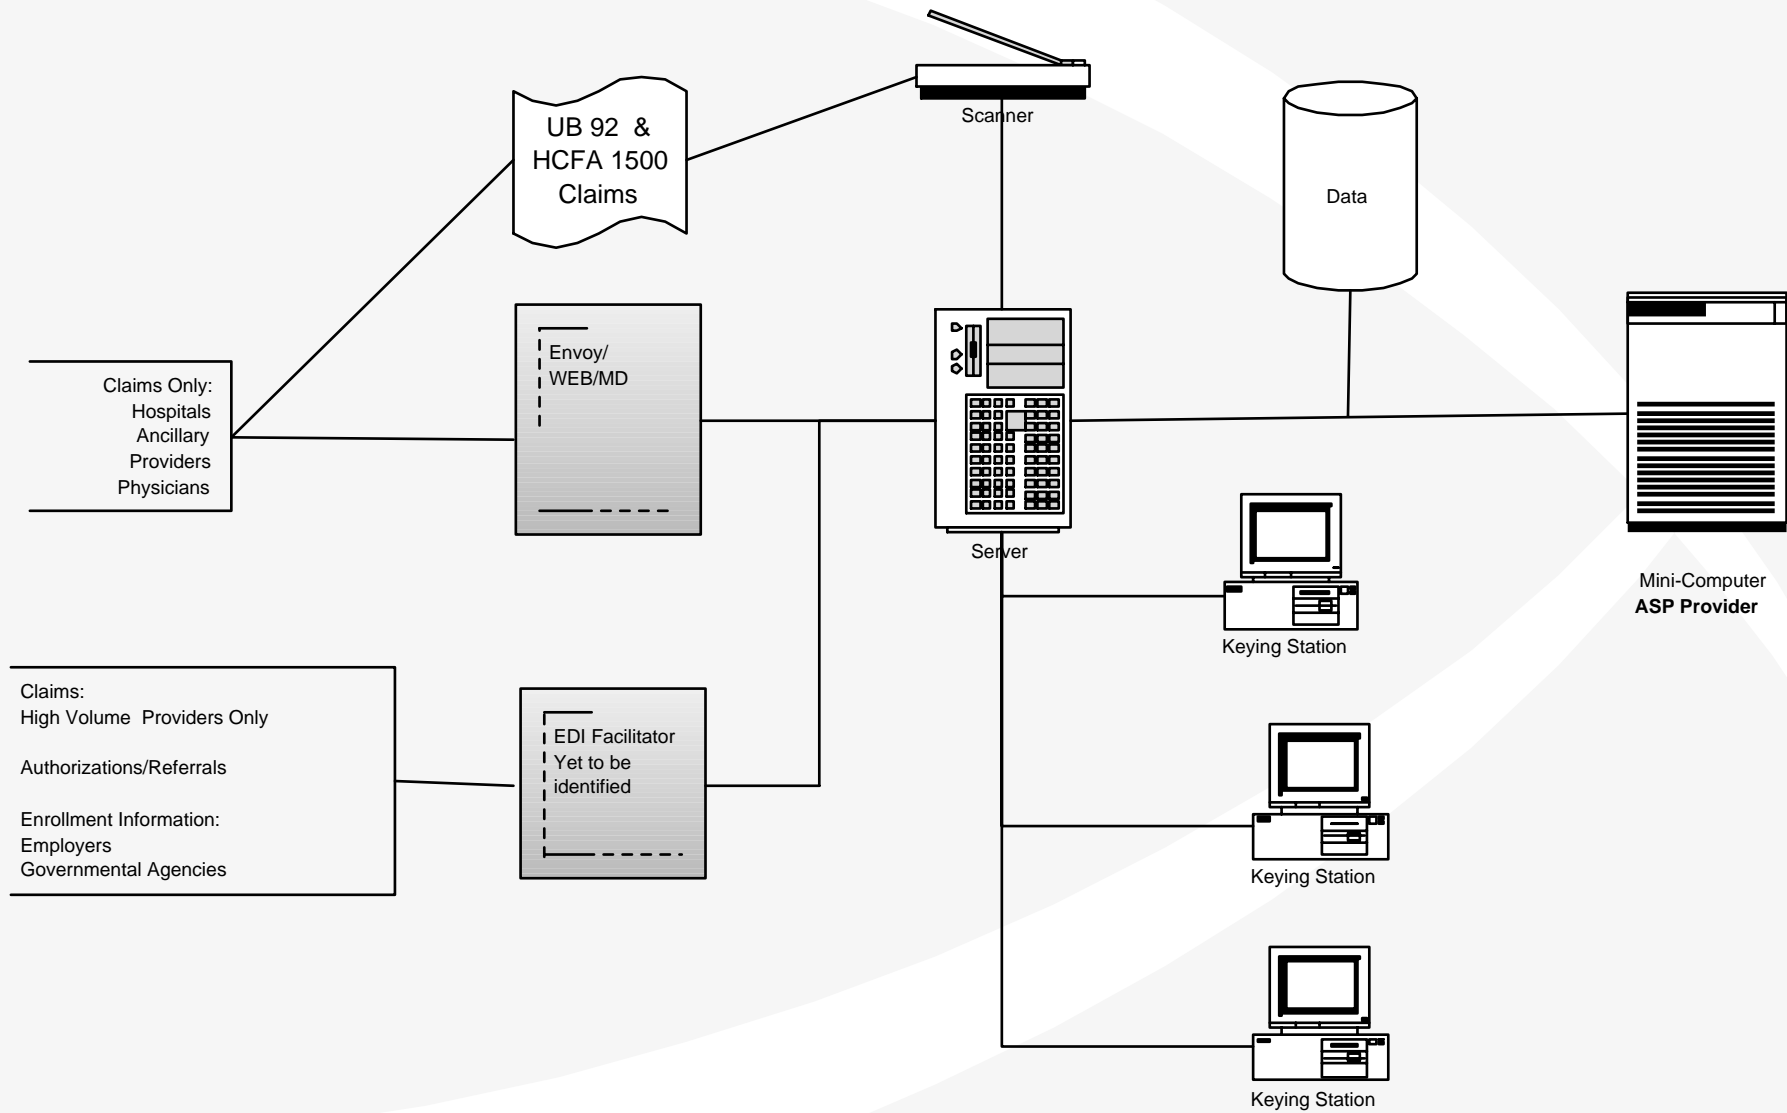 Scanner
UB 92 &
HCFA 1500
Claims
Data
Envoy/
WEB/MD
Claims Only:
Hospitals
Ancillary
Providers
Physicians
Server
Mini-Computer
ASP Provider
Keying Station
Claims:
High Volume Providers Only
Authorizations/Referrals
Enrollment Information:
Employers
Governmental Agencies
EDI Facilitator
Yet to be
identified
Keying Station
Keying Station